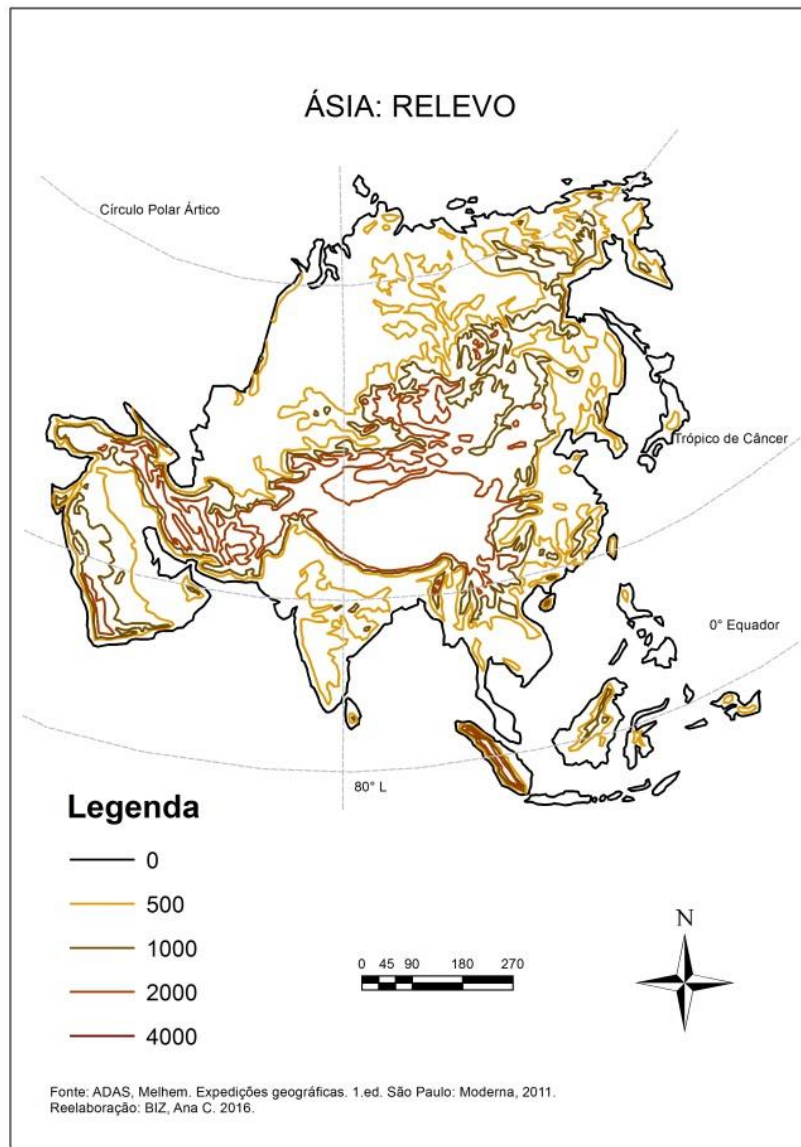 ÁSIA: RELEVO
Círculo Polar Ártico
Trópico de Câncer
0° Equador
80° L
Legenda
0
500
1000
2000
4000
0 45 90 180 270
N
Fonte: ADAS, Melhem. Expedições geográficas. 1.ed. São Paulo: Moderna, 2011.
Reelaboração: BIZ, Ana C. 2016.